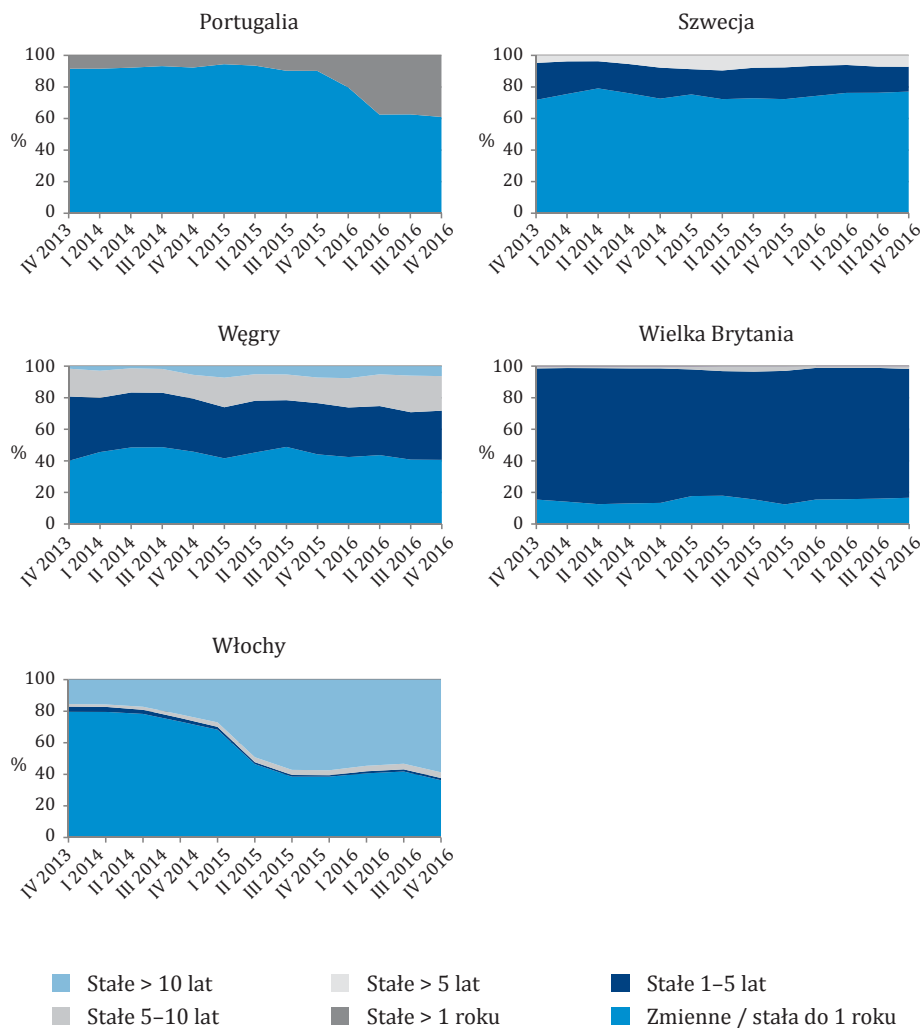 Portugalia
100
80
60
%
40
20
0
IV 2013
I 2014
II 2014
III 2014
IV 2014
I 2015
II 2015
III 2015
IV 2015
I 2016
II 2016
III 2016
IV 2016
Szwecja
100
80
60
%
40
20
0
IV 2013
I 2014
II 2014
III 2014
IV 2014
I 2015
II 2015
III 2015
IV 2015
I 2016
II 2016
III 2016
IV 2016
Węgry
100
80
60
%
40
20
0
IV 2013
I 2014
II 2014
III 2014
IV 2014
I 2015
II 2015
III 2015
IV 2015
I 2016
II 2016
III 2016
IV 2016
Wielka Brytania
100
80
60
%
40
20
0
IV 2013
I 2014
II 2014
III 2014
IV 2014
I 2015
II 2015
III 2015
IV 2015
I 2016
II 2016
III 2016
IV 2016
Włochy
100
80
60
%
40
20
0
IV 2013
I 2014
II 2014
III 2014
IV 2014
I 2015
II 2015
III 2015
IV 2015
I 2016
II 2016
III 2016
IV 2016
Stałe > 10 lat
Stałe > 5 lat
Stałe 1–5 lat
Stałe 5–10 lat
Stałe > 1 roku
Zmienne / stała do 1 roku